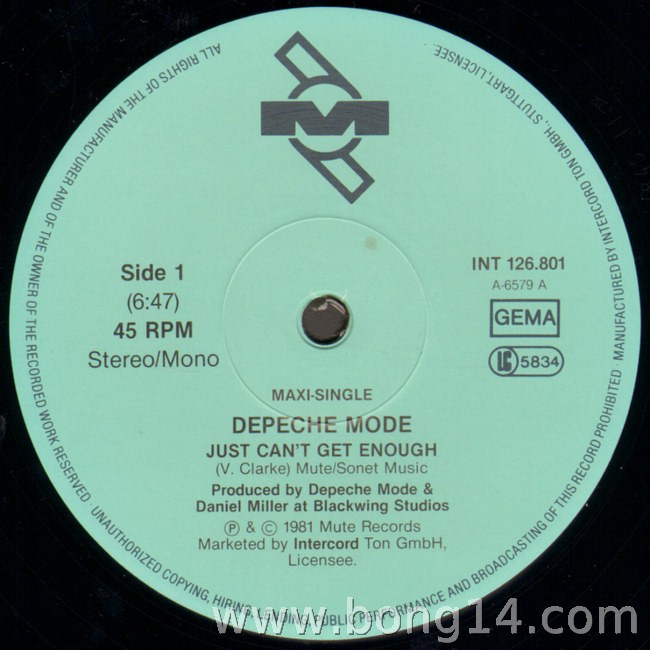 ALL RIGHTS OF THE MANUFACTURER AND OF THE OWNER OF THE RECORDED WORK RESERVED · UNAUTHORIZED COPYING, HIRING, LENDING, PUBLIC PERFORMANCE AND BROADCASTING OF THIS RECORD PROHIBITED · MANUFACTURED BY INTERCORD TON GMBH., STUTTGART, LICENSEE.
M
Side 1
(6:47)
45 RPM
Stereo/Mono
INT 126.801
A-6579 A
GEMA
LC 5834
MAXI-SINGLE
DEPECHE MODE
JUST CAN'T GET ENOUGH
(V. Clarke) Mute/Sonet Music
Produced by Depeche Mode &
Daniel Miller at Blackwing Studios
Ⓟ & © 1981 Mute Records
Marketed by Intercord Ton GmbH,
Licensee.
www.bong14.com